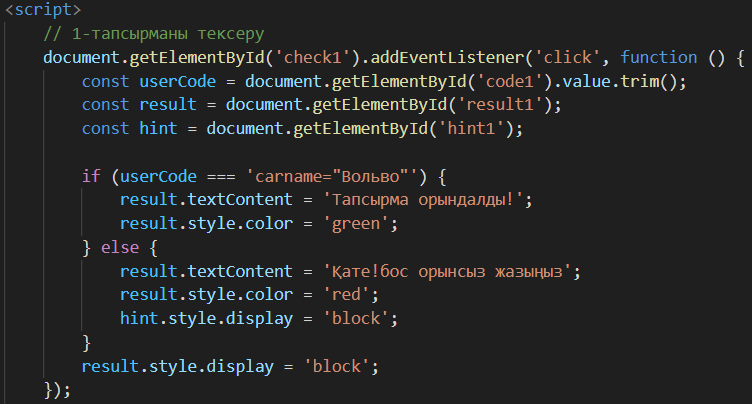 <script>
// 1-тапсырманы тексеру
document.getElementById('check1').addEventListener('click', function () {
const userCode = document.getElementById('code1').value.trim();
const result = document.getElementById('result1');
const hint = document.getElementById('hint1');
if (userCode === 'carname="Вольво"') {
result.textContent = 'Тапсырма орындалды!';
result.style.color = 'green';
} else {
result.textContent = 'Қате!бос орынсыз жазыңыз';
result.style.color = 'red';
hint.style.display = 'block';
}
result.style.display = 'block';
});